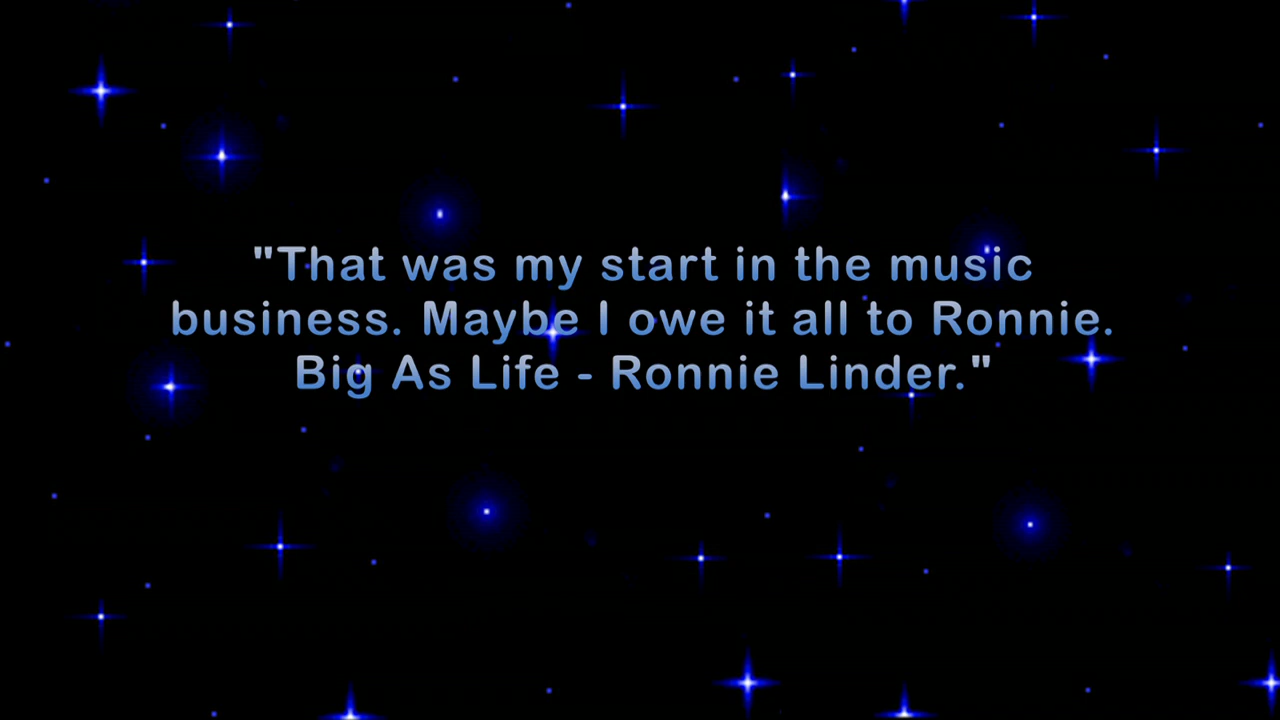 "That was my start in the music
business. Maybe I owe it all to Ronnie.
Big As Life - Ronnie Linder."